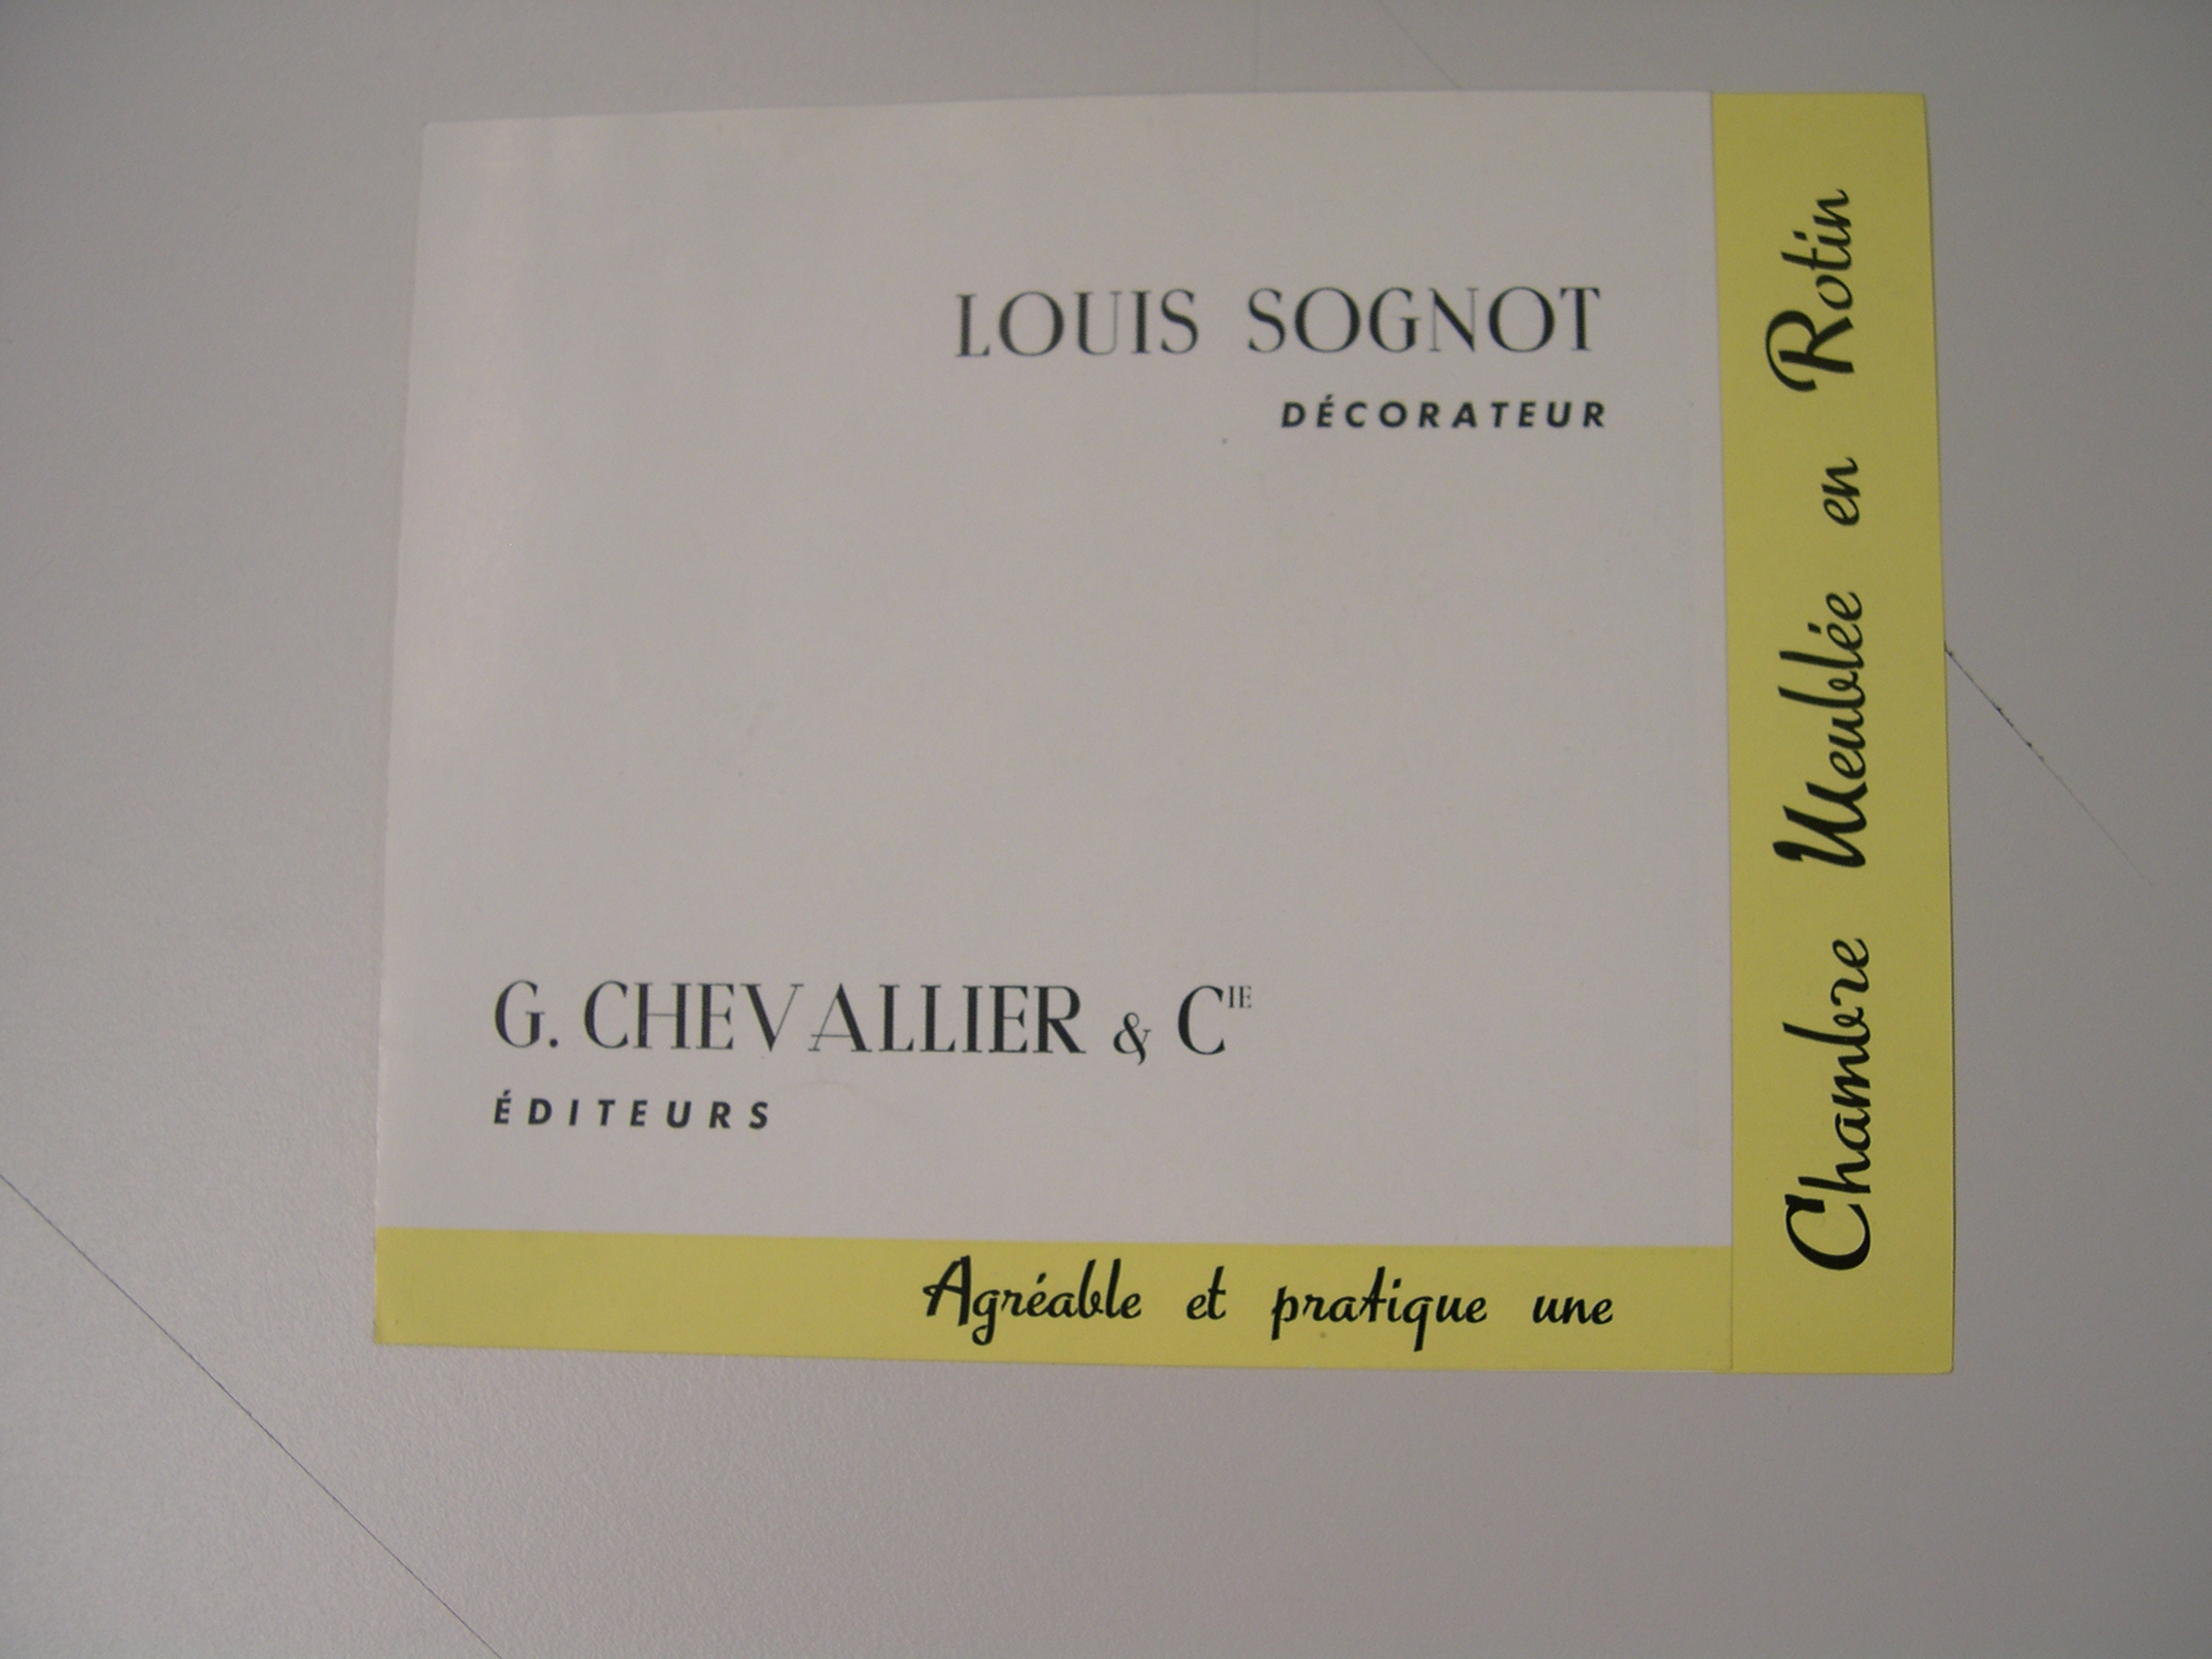 LOUIS SOGNOT
DÉCORATEUR
G. CHEVALLIER & CIE
ÉDITEURS
Agréable et pratique une
Chambre Meublée en Rotin